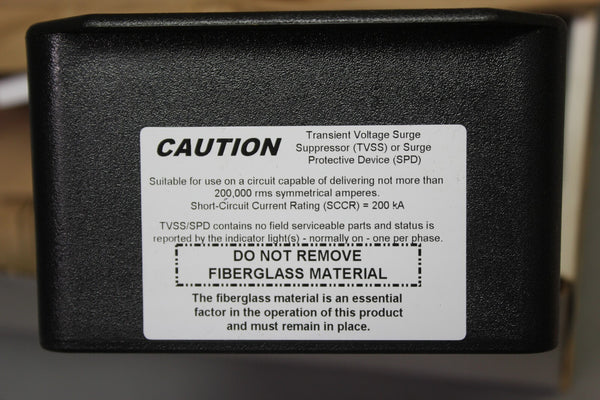 CAUTION
Transient Voltage Surge
Suppressor (TVSS) or Surge
Protective Device (SPD)
Suitable for use on a circuit capable of delivering not more than
200,000 rms symmetrical amperes.
Short-Circuit Current Rating (SCCR) = 200 kA
TVSS/SPD contains no field serviceable parts and status is
reported by the indicator light(s) - normally on - one per phase.
DO NOT REMOVE
FIBERGLASS MATERIAL
The fiberglass material is an essential
factor in the operation of this product
and must remain in place.